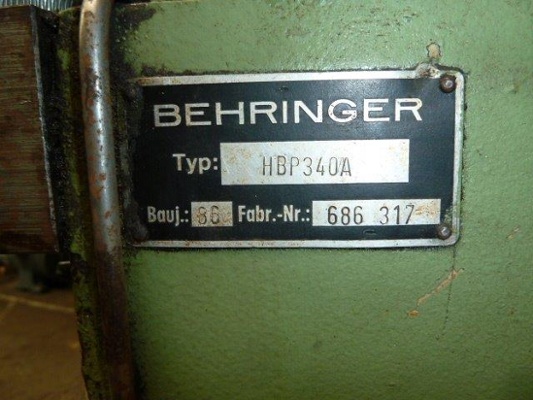 BEHRINGER
Typ: HBP340A
Bauj.: 86 Fabr.-Nr.: 686 317